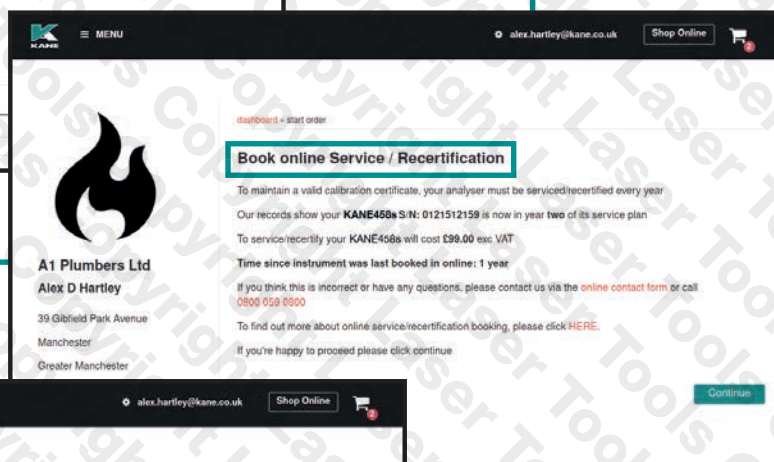 KANE
≡ MENU
alex.hartley@kane.co.uk
Shop Online
2
dashboard » start order
Book online Service / Recertification
To maintain a valid calibration certificate, your analyser must be serviced/recertified every year
Our records show your KANE458s S/N: 0121512159 is now in year two of its service plan
To service/recertify your KANE458s will cost £99.00 exc VAT
Time since instrument was last booked in online: 1 year
If you think this is incorrect or have any questions, please contact us via the online contact form or call
0800 059 0800
To find out more about online service/recertification booking, please click HERE.
If you're happy to proceed please click continue
Continue
A1 Plumbers Ltd
Alex D Hartley
39 Gibfield Park Avenue
Manchester
Greater Manchester
alex.hartley@kane.co.uk
Shop Online
2
Copyright Laser Tools